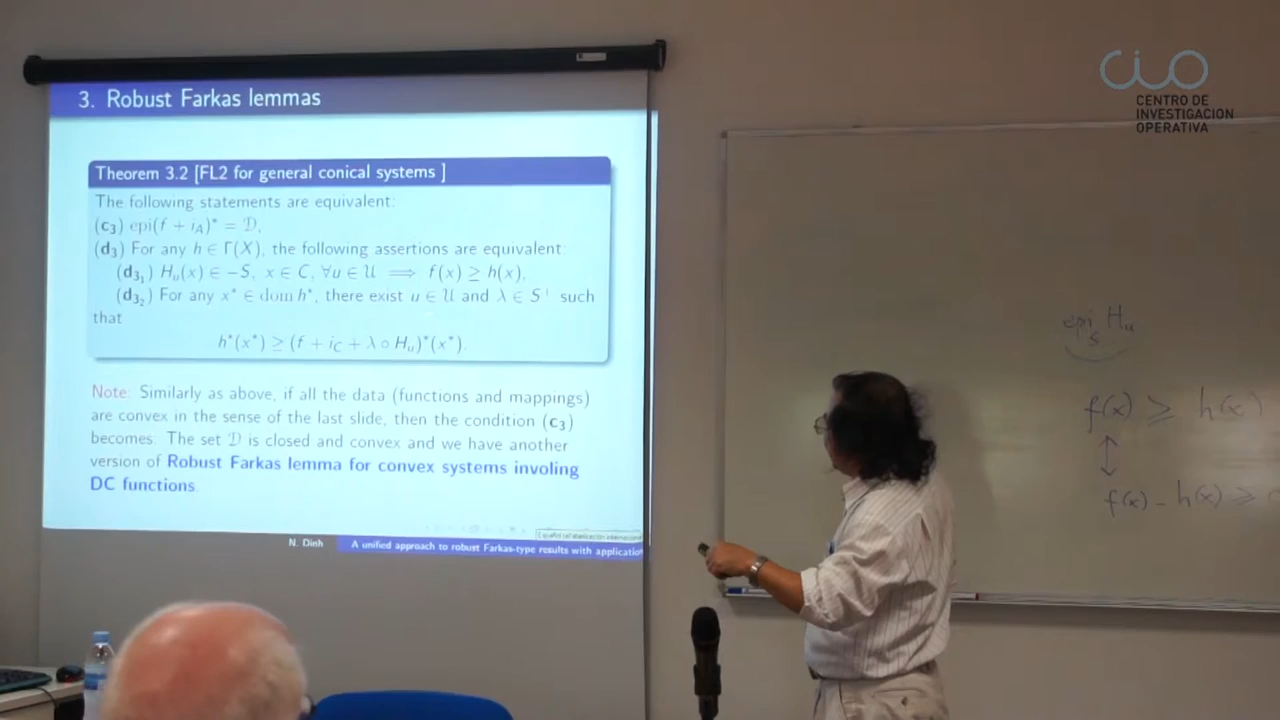 3. Robust Farkas lemmas
Theorem 3.2 [FL2 for general conical systems ]
The following statements are equivalent:
(c₃) epi(f + i_A)* = 𝒟,
(d₃) For any h ∈ Γ(X), the following assertions are equivalent:
(d₃₁) H_u(x) ∈ −S, x ∈ C, ∀u ∈ 𝒰 ⟹ f(x) ≥ h(x),
(d₃₂) For any x* ∈ dom h*, there exist u ∈ 𝒰 and λ ∈ S⁺ such
that
h*(x*) ≥ (f + i_C + λ ∘ H_u)*(x*).
Note: Similarly as above, if all the data (functions and mappings)
are convex in the sense of the last slide, then the condition (c₃)
becomes: The set 𝒟 is closed and convex and we have another
version of Robust Farkas lemma for convex systems involing
DC functions.
N. Dinh
A unified approach to robust Farkas-type results with applicatio
CIO
CENTRO DE
INVESTIGACION
OPERATIVA
epi_S H_u
f(x) ≥ h(x)
↕
f(x) - h(x) ≥